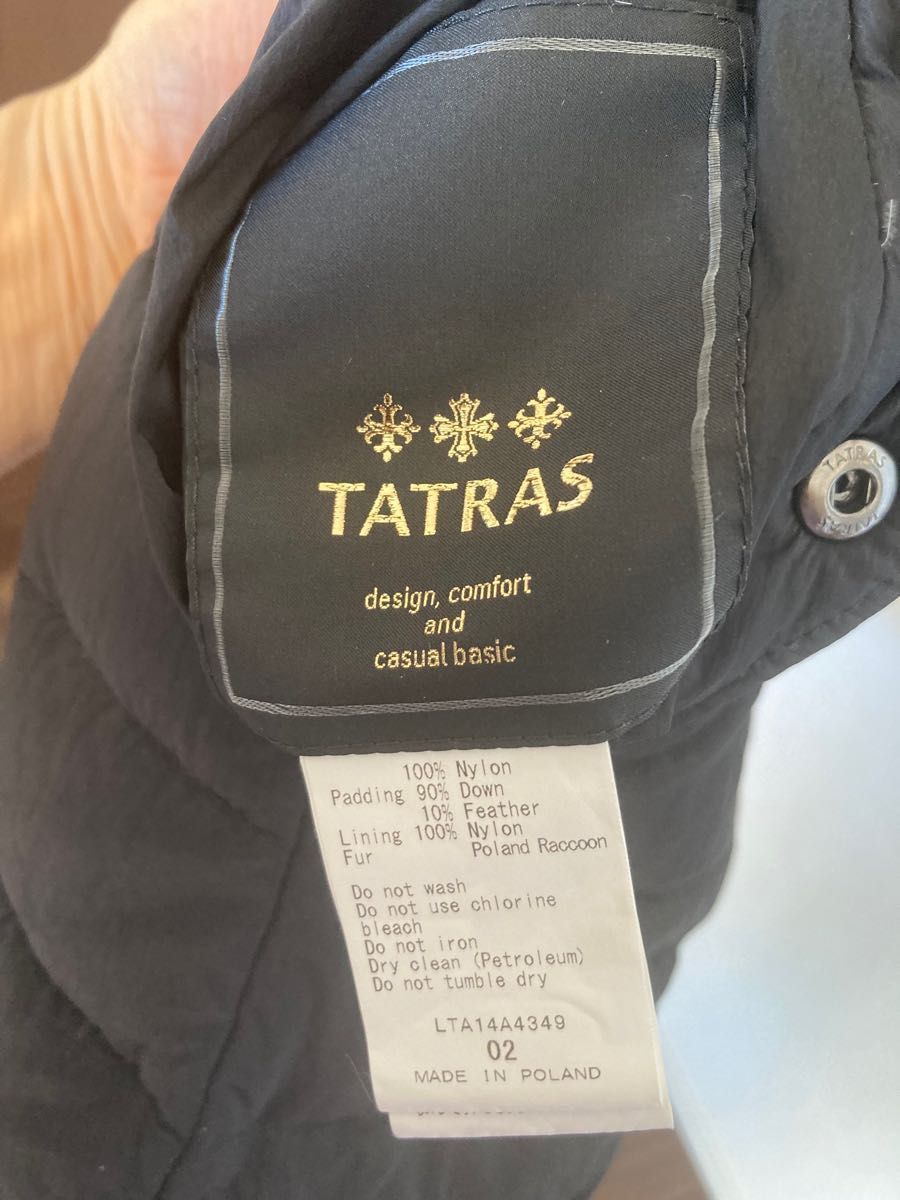 TATRAS
design, comfort
and
casual basic
TATRAS
TATRAS
100% Nylon
Padding 90% Down
10% Feather
Lining 100% Nylon
Fur Poland Raccoon
Do not wash
Do not use chlorine
bleach
Do not iron
Dry clean (Petroleum)
Do not tumble dry
LTA14A4349
02
MADE IN POLAND